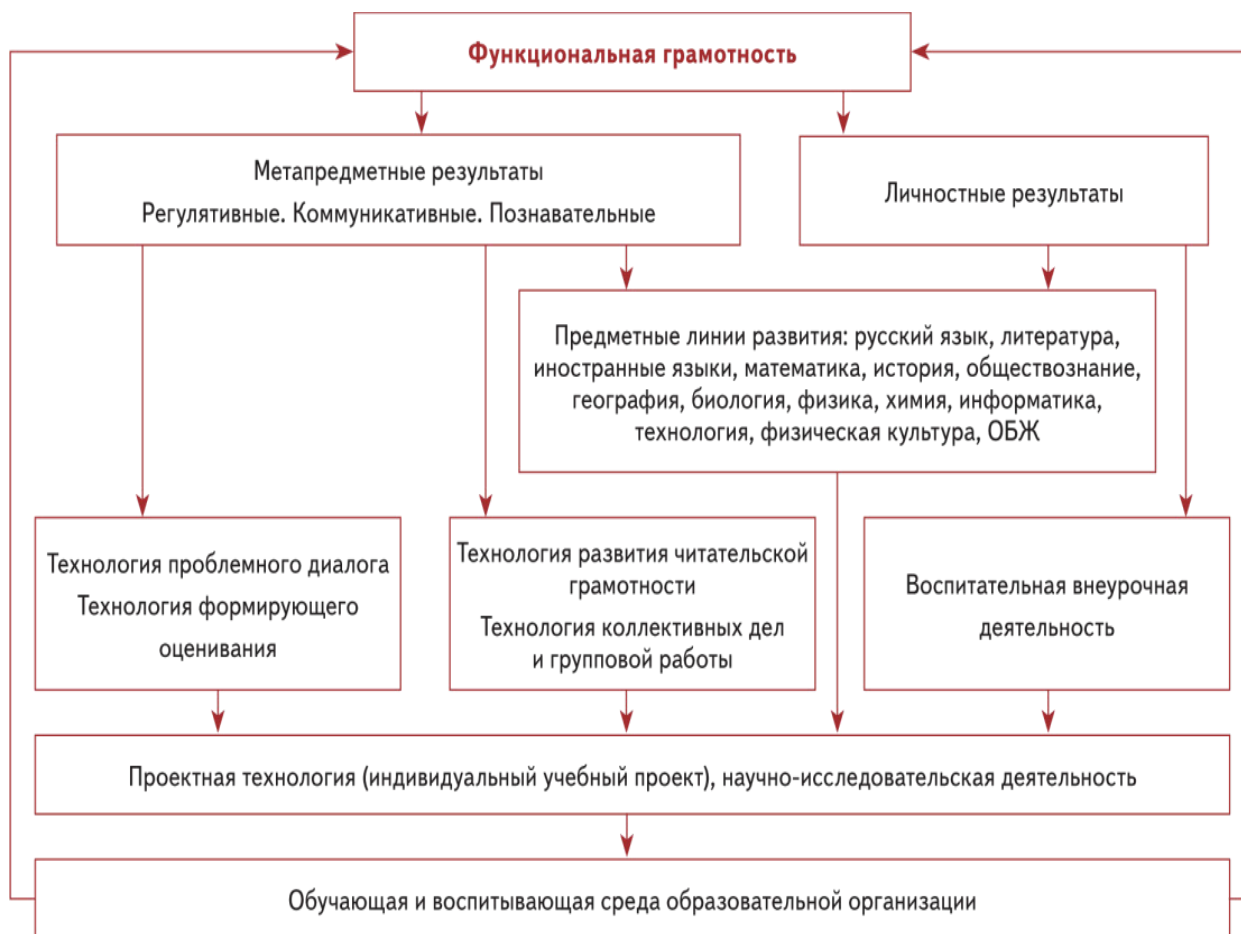 Функциональная грамотность
Метапредметные результаты
Регулятивные. Коммуникативные. Познавательные
Личностные результаты
Предметные линии развития: русский язык, литература,
иностранные языки, математика, история, обществознание,
география, биология, физика, химия, информатика,
технология, физическая культура, ОБЖ
Технология проблемного диалога
Технология формирующего
оценивания
Технология развития читательской
грамотности
Технология коллективных дел
и групповой работы
Воспитательная внеурочная
деятельность
Проектная технология (индивидуальный учебный проект), научно-исследовательская деятельность
Обучающая и воспитывающая среда образовательной организации